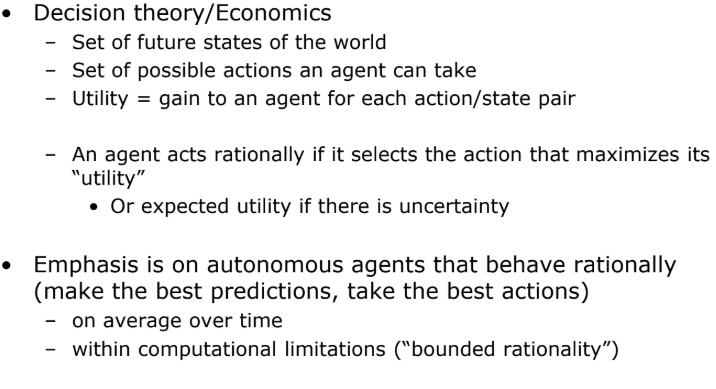 • Decision theory/Economics
– Set of future states of the world
– Set of possible actions an agent can take
– Utility = gain to an agent for each action/state pair
– An agent acts rationally if it selects the action that maximizes its
“utility”
• Or expected utility if there is uncertainty
• Emphasis is on autonomous agents that behave rationally
(make the best predictions, take the best actions)
– on average over time
– within computational limitations (“bounded rationality”)